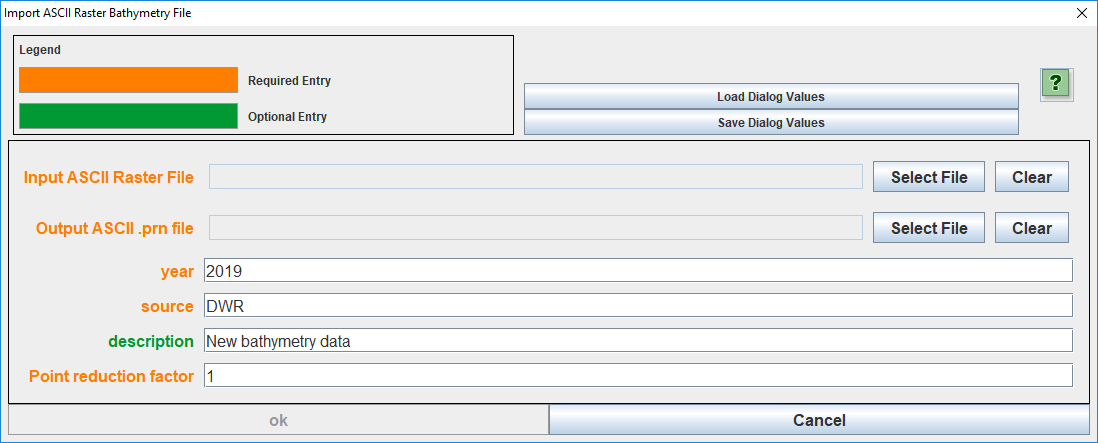 Import ASCII Raster Bathymetry File
Legend
Required Entry
Optional Entry
Load Dialog Values
Save Dialog Values
?
Input ASCII Raster File Select File Clear
Output ASCII .prn file Select File Clear
year 2019
source DWR
description New bathymetry data
Point reduction factor 1
ok Cancel